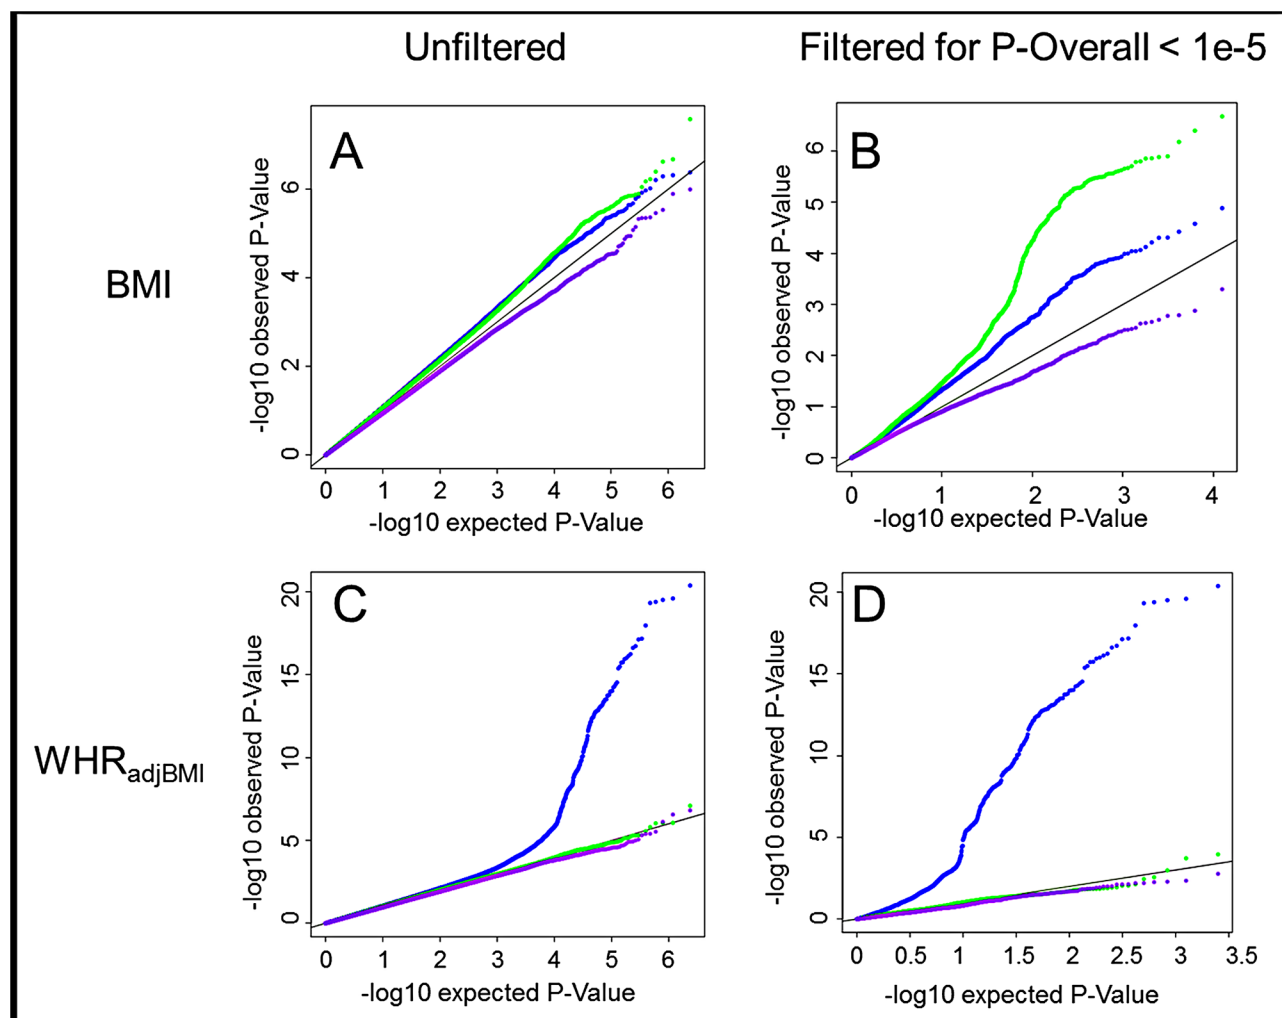 Unfiltered
Filtered for P-Overall < 1e-5
BMI
A
-log10 observed P-Value
0
2
4
6
0 1 2 3 4 5 6
-log10 expected P-Value
B
-log10 observed P-Value
0
1
2
3
4
5
6
0 1 2 3 4
-log10 expected P-Value
WHRadjBMI
C
-log10 observed P-Value
0
5
10
15
20
0 1 2 3 4 5 6
-log10 expected P-Value
D
-log10 observed P-Value
0
5
10
15
20
0 0.5 1 1.5 2 2.5 3 3.5
-log10 expected P-Value